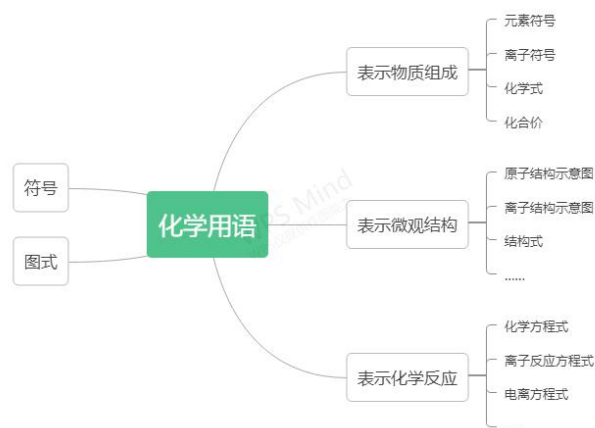 元素符号
离子符号
表示物质组成
化学式
化合价
符号
图式
化学用语
原子结构示意图
离子结构示意图
表示微观结构
结构式
......
化学方程式
离子反应方程式
表示化学反应
电离方程式
WPS Mind